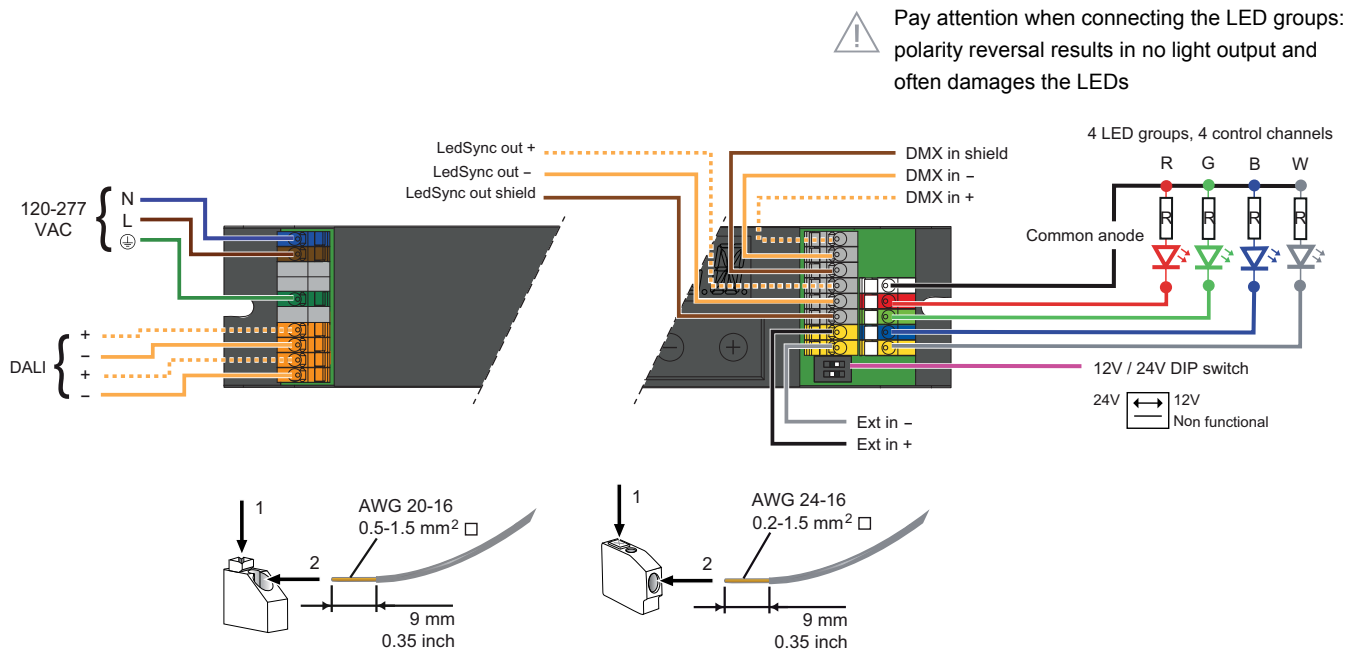 Pay attention when connecting the LED groups:
polarity reversal results in no light output and
often damages the LEDs
4 LED groups, 4 control channels
R G B W
R R R R
Common anode
LedSync out +
LedSync out –
LedSync out shield
DMX in shield
DMX in –
DMX in +
120-277
VAC
N
L
DALI
+
–
+
–
12V / 24V DIP switch
24V 12V
Non functional
Ext in –
Ext in +
1
2
AWG 20-16
0.5-1.5 mm²
9 mm
0.35 inch
1
2
AWG 24-16
0.2-1.5 mm²
9 mm
0.35 inch